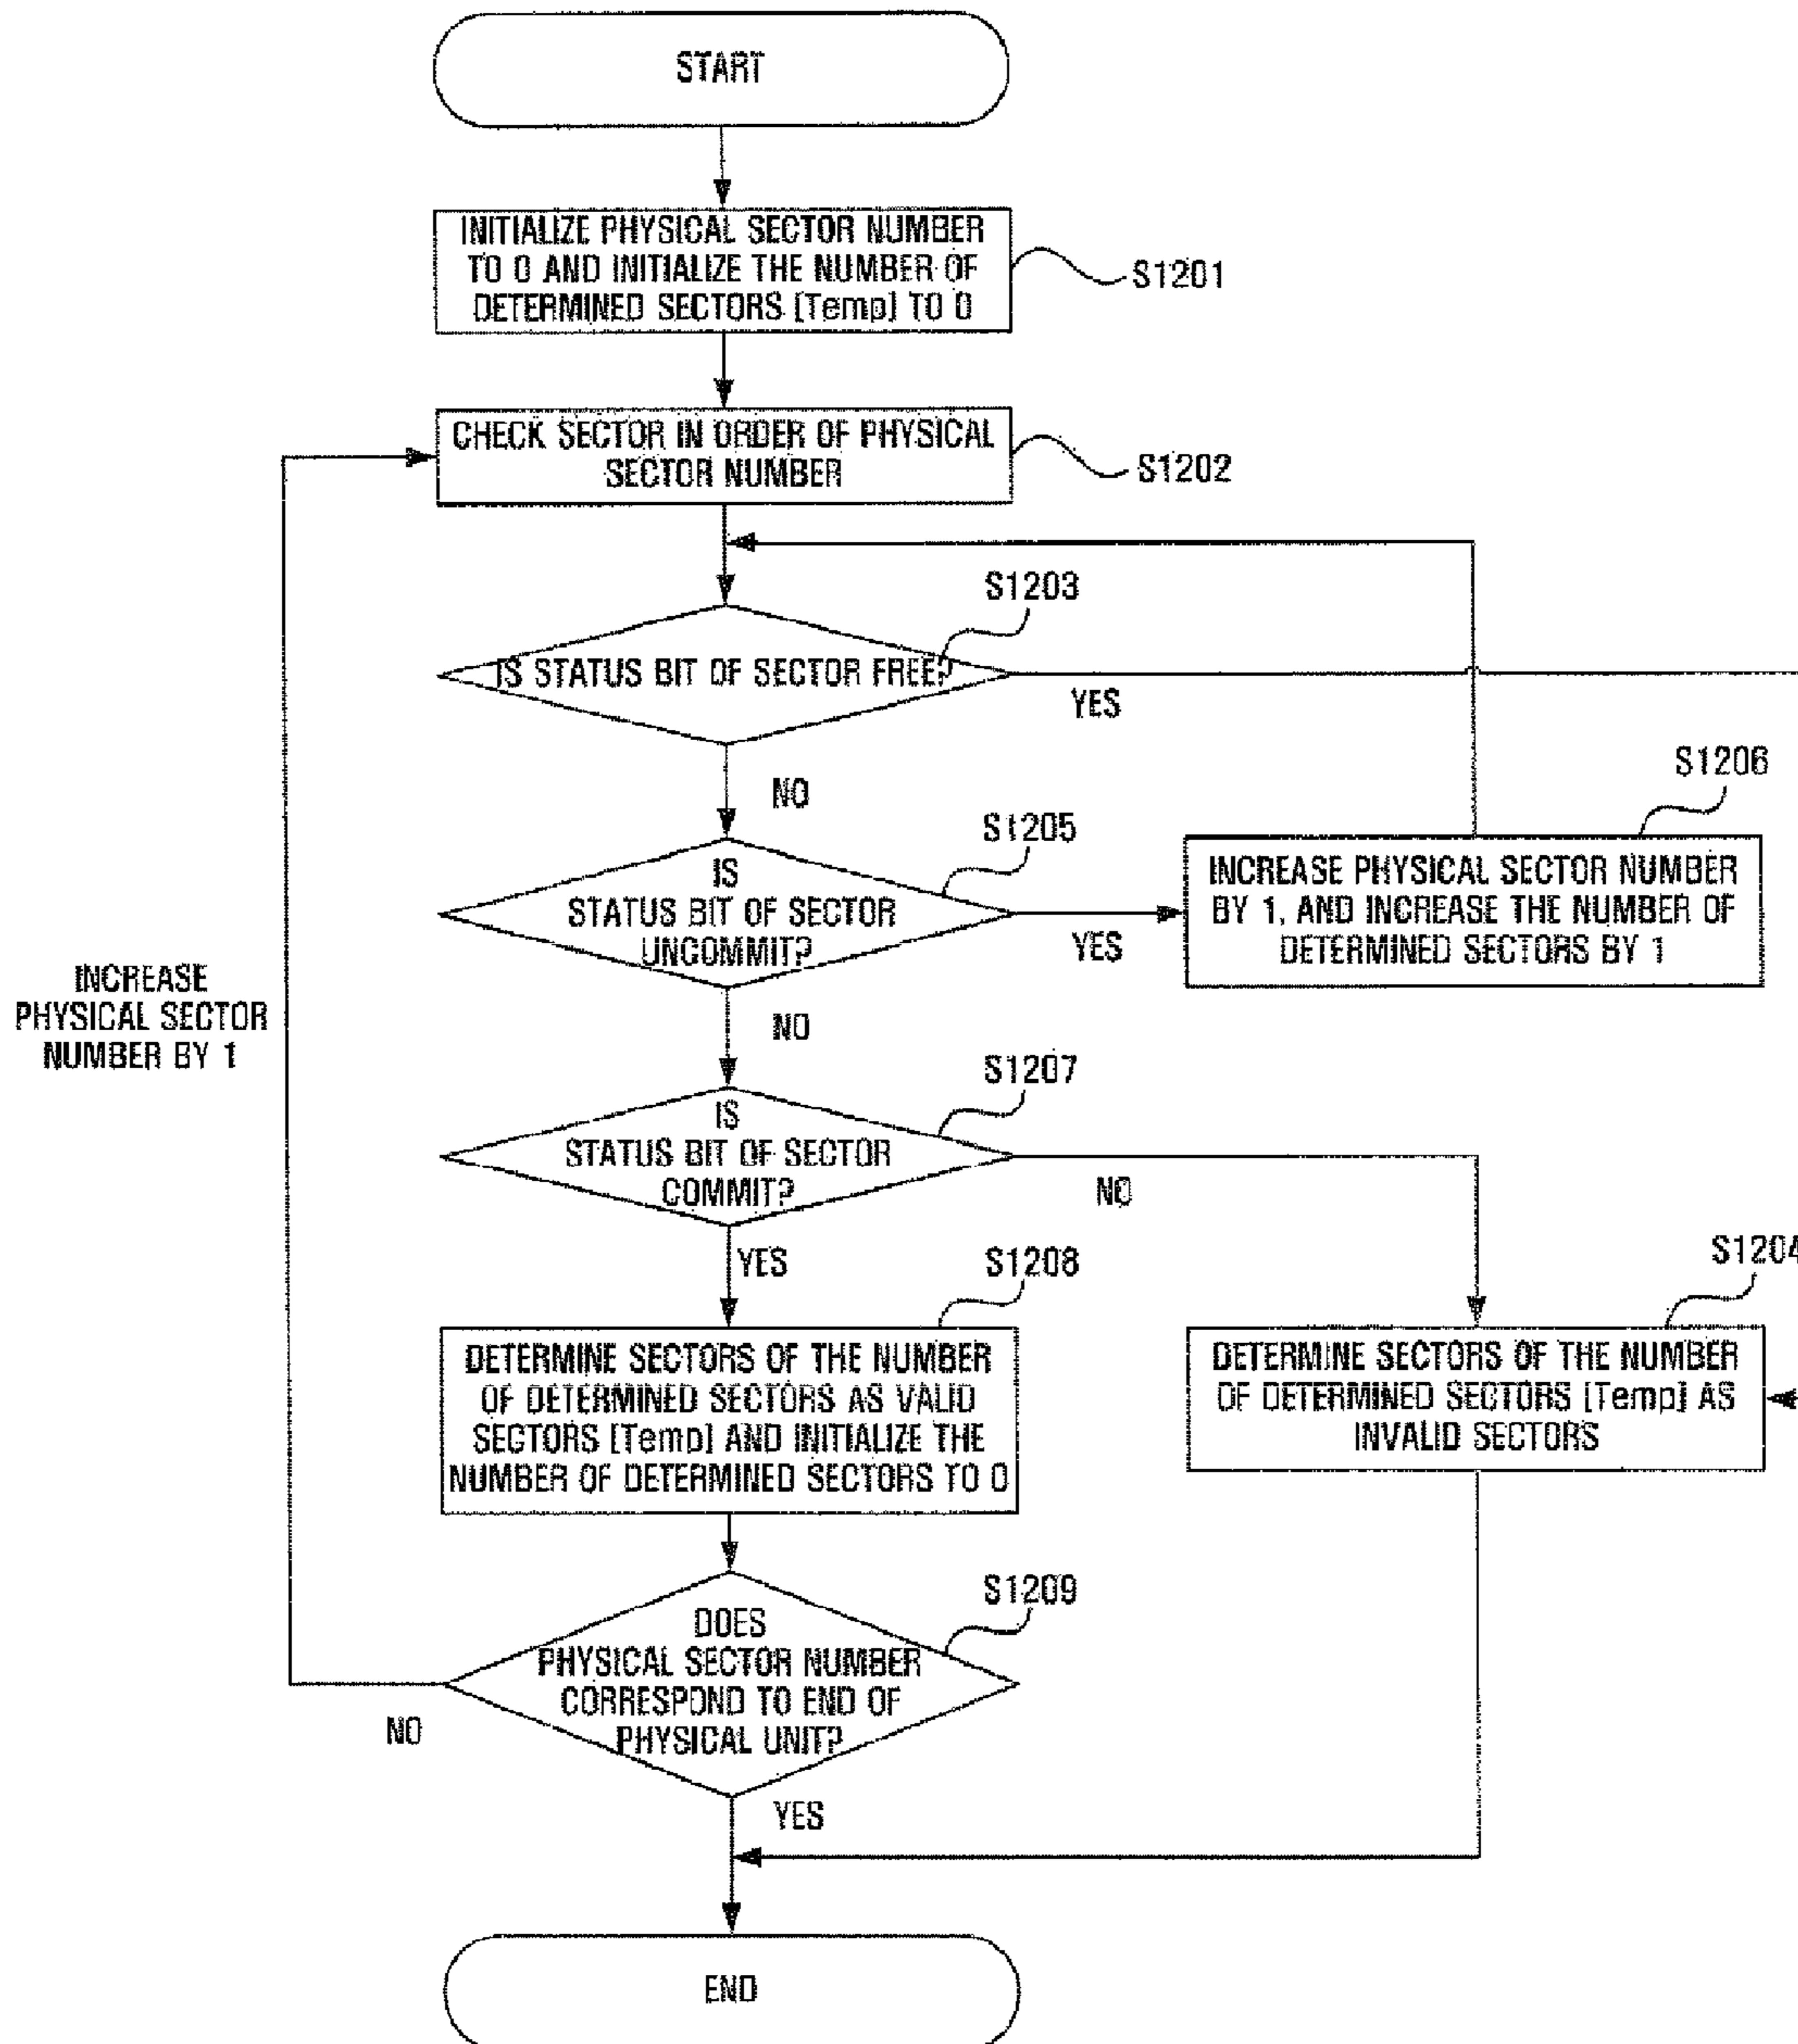 START
INITIALIZE PHYSICAL SECTOR NUMBER
TO 0 AND INITIALIZE THE NUMBER OF
DETERMINED SECTORS [Temp] TO 0
S1201
CHECK SECTOR IN ORDER OF PHYSICAL
SECTOR NUMBER
S1202
S1203
IS STATUS BIT OF SECTOR FREE?
YES
NO
S1206
S1205
IS
STATUS BIT OF SECTOR
UNCOMMIT?
YES
INCREASE PHYSICAL SECTOR NUMBER
BY 1, AND INCREASE THE NUMBER OF
DETERMINED SECTORS BY 1
INCREASE
PHYSICAL SECTOR
NUMBER BY 1
NO
S1207
IS
STATUS BIT OF SECTOR
COMMIT?
NO
YES
S1208
S1204
DETERMINE SECTORS OF THE NUMBER
OF DETERMINED SECTORS AS VALID
SECTORS [Temp] AND INITIALIZE THE
NUMBER OF DETERMINED SECTORS TO 0
DETERMINE SECTORS OF THE NUMBER
OF DETERMINED SECTORS [Temp] AS
INVALID SECTORS
S1209
DOES
PHYSICAL SECTOR NUMBER
CORRESPOND TO END OF
PHYSICAL UNIT?
NO
YES
END